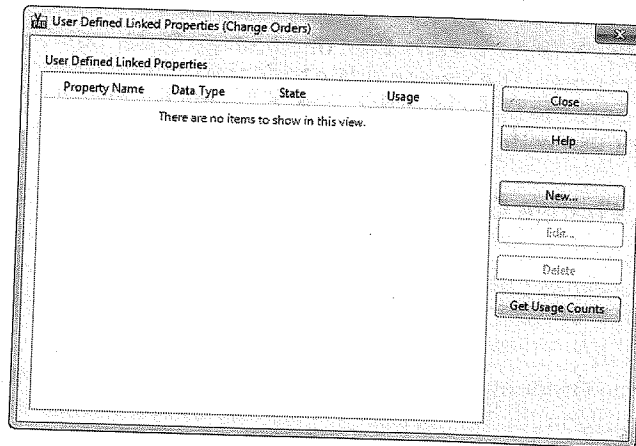 User Defined Linked Properties (Change Orders)
User Defined Linked Properties
Property Name Data Type State Usage
There are no items to show in this view.
Close
Help
New...
Edit...
Delete
Get Usage Counts